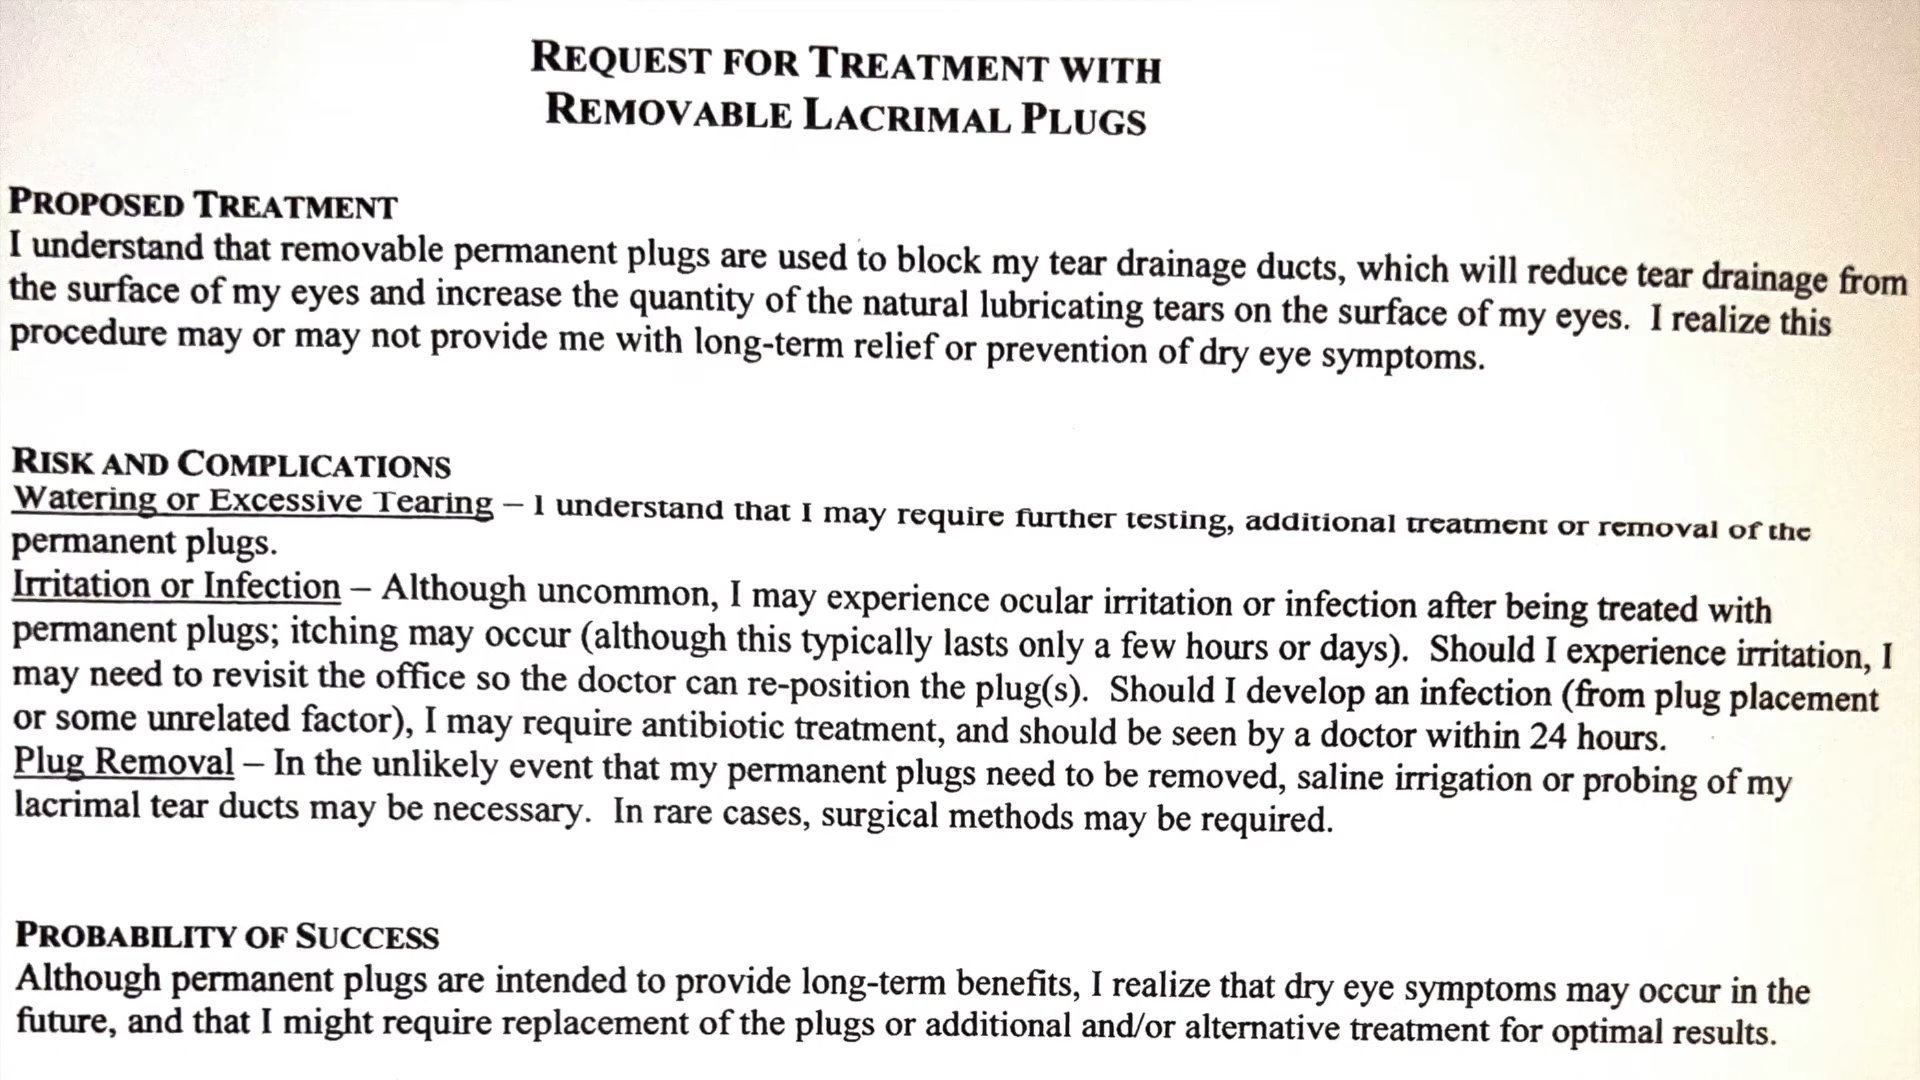 REQUEST FOR TREATMENT WITH
REMOVABLE LACRIMAL PLUGS
PROPOSED TREATMENT
I understand that removable permanent plugs are used to block my tear drainage ducts, which will reduce tear drainage from
the surface of my eyes and increase the quantity of the natural lubricating tears on the surface of my eyes. I realize this
procedure may or may not provide me with long-term relief or prevention of dry eye symptoms.
RISK AND COMPLICATIONS
Watering or Excessive Tearing – I understand that I may require further testing, additional treatment or removal of the
permanent plugs.
Irritation or Infection – Although uncommon, I may experience ocular irritation or infection after being treated with
permanent plugs; itching may occur (although this typically lasts only a few hours or days). Should I experience irritation, I
may need to revisit the office so the doctor can re-position the plug(s). Should I develop an infection (from plug placement
or some unrelated factor), I may require antibiotic treatment, and should be seen by a doctor within 24 hours.
Plug Removal – In the unlikely event that my permanent plugs need to be removed, saline irrigation or probing of my
lacrimal tear ducts may be necessary. In rare cases, surgical methods may be required.
PROBABILITY OF SUCCESS
Although permanent plugs are intended to provide long-term benefits, I realize that dry eye symptoms may occur in the
future, and that I might require replacement of the plugs or additional and/or alternative treatment for optimal results.